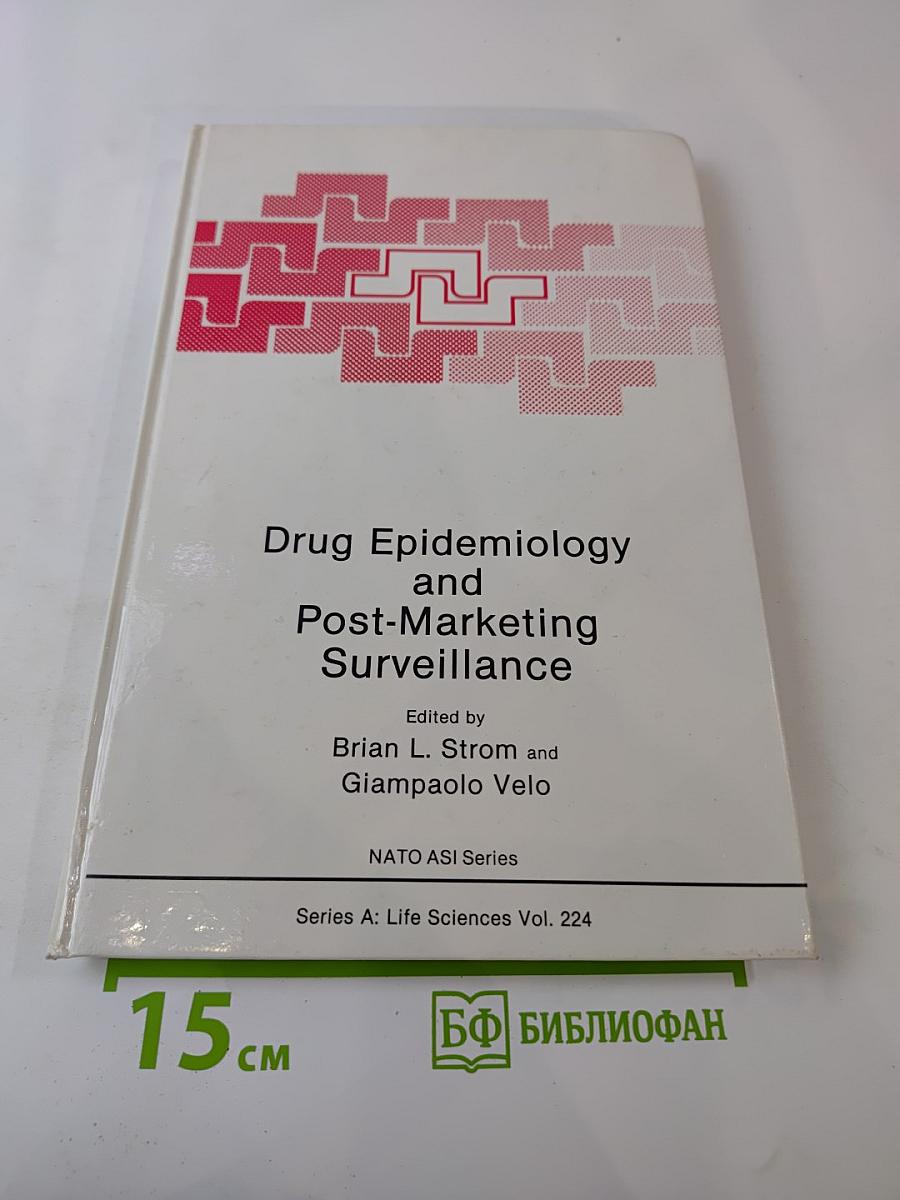 Drug Epidemiology
and
Post-Marketing
Surveillance
Edited by
Brian L. Strom and
Giampaolo Velo
NATO ASI Series
Series A: Life Sciences Vol. 224
15 см
БФ БИБЛИОФАН